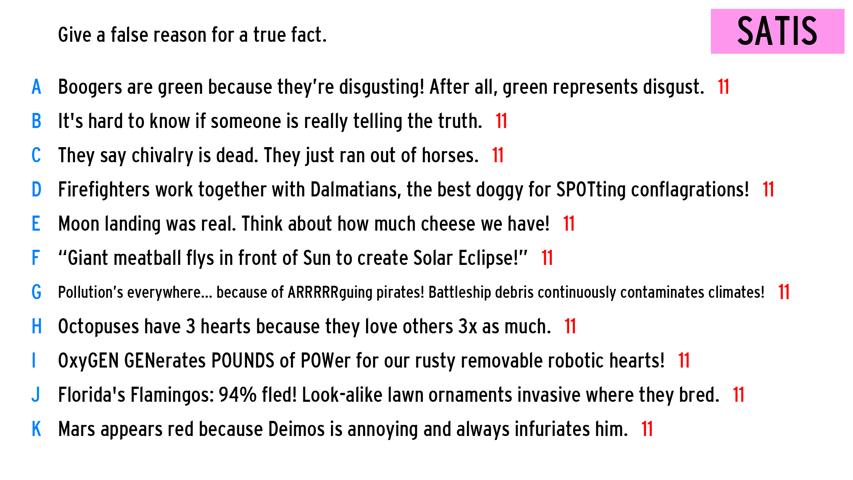 Give a false reason for a true fact.
SATIS
A Boogers are green because they're disgusting! After all, green represents disgust. 11
B It's hard to know if someone is really telling the truth. 11
C They say chivalry is dead. They just ran out of horses. 11
D Firefighters work together with Dalmatians, the best doggy for SPOTting conflagrations! 11
E Moon landing was real. Think about how much cheese we have! 11
F “Giant meatball flys in front of Sun to create Solar Eclipse!” 11
G Pollution's everywhere... because of ARRRRRguing pirates! Battleship debris continuously contaminates climates! 11
H Octopuses have 3 hearts because they love others 3x as much. 11
I OxyGEN GENerates POUNDS of POWer for our rusty removable robotic hearts! 11
J Florida's Flamingos: 94% fled! Look-alike lawn ornaments invasive where they bred. 11
K Mars appears red because Deimos is annoying and always infuriates him. 11